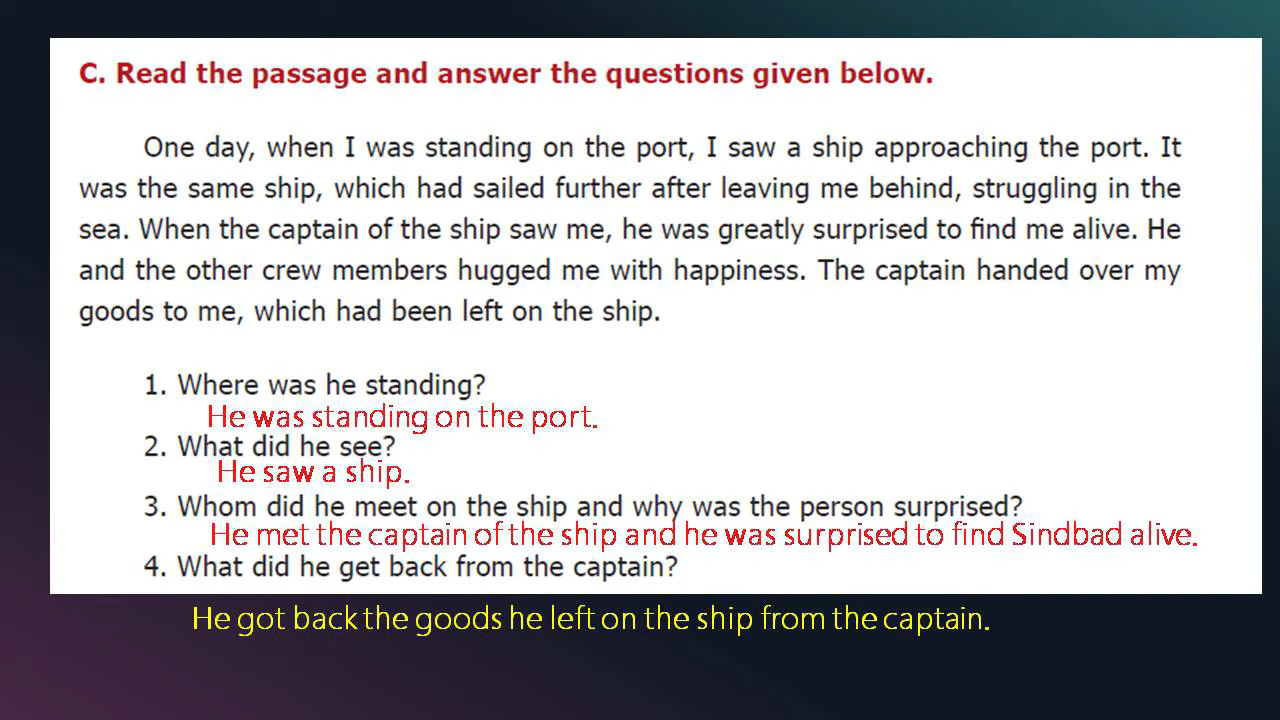 C. Read the passage and answer the questions given below.
One day, when I was standing on the port, I saw a ship approaching the port. It
was the same ship, which had sailed further after leaving me behind, struggling in the
sea. When the captain of the ship saw me, he was greatly surprised to find me alive. He
and the other crew members hugged me with happiness. The captain handed over my
goods to me, which had been left on the ship.
1. Where was he standing?
He was standing on the port.
2. What did he see?
He saw a ship.
3. Whom did he meet on the ship and why was the person surprised?
He met the captain of the ship and he was surprised to find Sindbad alive.
4. What did he get back from the captain?
He got back the goods he left on the ship from the captain.